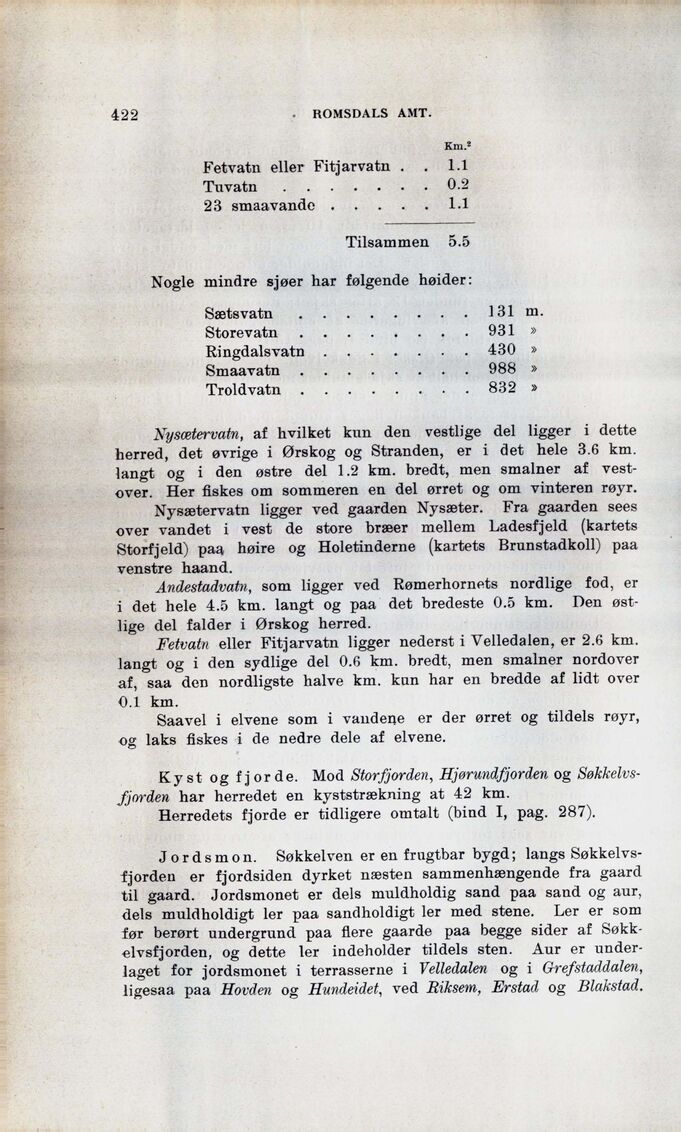 422 ROMSDALS AMT.
Km.²
Fetvatn eller Fitjarvatn . . 1.1
Tuvatn . . . . . . . 0.2
23 smaavande . . . . . 1.1
Tilsammen 5.5
Nogle mindre sjøer har følgende høider:
Sætsvatn . . . . . . . . 131 m.
Storevatn . . . . . . . . 931 »
Ringdalsvatn . . . . . . 430 »
Smaavatn . . . . . . . . 988 »
Troldvatn . . . . . . . . 832 »
Nysætervatn, af hvilket kun den vestlige del ligger i dette
herred, det øvrige i Ørskog og Stranden, er i det hele 3.6 km.
langt og i den østre del 1.2 km. bredt, men smalner af vest-
over. Her fiskes om sommeren en del ørret og om vinteren røyr.
Nysætervatn ligger ved gaarden Nysæter. Fra gaarden sees
over vandet i vest de store bræer mellem Ladesfjeld (kartets
Storfjeld) paa høire og Holetinderne (kartets Brunstadkoll) paa
venstre haand.
Andestadvatn, som ligger ved Rømerhornets nordlige fod, er
i det hele 4.5 km. langt og paa det bredeste 0.5 km. Den øst-
lige del falder i Ørskog herred.
Fetvatn eller Fitjarvatn ligger nederst i Velledalen, er 2.6 km.
langt og i den sydlige del 0.6 km. bredt, men smalner nordover
af, saa den nordligste halve km. kun har en bredde af lidt over
0.1 km.
Saavel i elvene som i vandene er der ørret og tildels røyr,
og laks fiskes i de nedre dele af elvene.
Kyst og fjorde. Mod Storfjorden, Hjørundfjorden og Søkkelvs-
fjorden har herredet en kyststrækning at 42 km.
Herredets fjorde er tidligere omtalt (bind I, pag. 287).
Jordsmon. Søkkelven er en frugtbar bygd; langs Søkkelvs-
fjorden er fjordsiden dyrket næsten sammenhængende fra gaard
til gaard. Jordsmonet er dels muldholdig sand paa sand og aur,
dels muldholdigt ler paa sandholdigt ler med stene. Ler er som
før berørt undergrund paa flere gaarde paa begge sider af Søkk-
elvsfjorden, og dette ler indeholder tildels sten. Aur er under-
laget for jordsmonet i terrasserne i Velledalen og i Grefstaddalen,
ligesaa paa Hovden og Hundeidet, ved Riksem, Erstad og Blakstad.